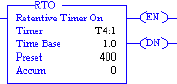 RTO
Retentive Timer On
Timer T4:1
Time Base 1.0
Preset 400
Accum 0
EN
DN